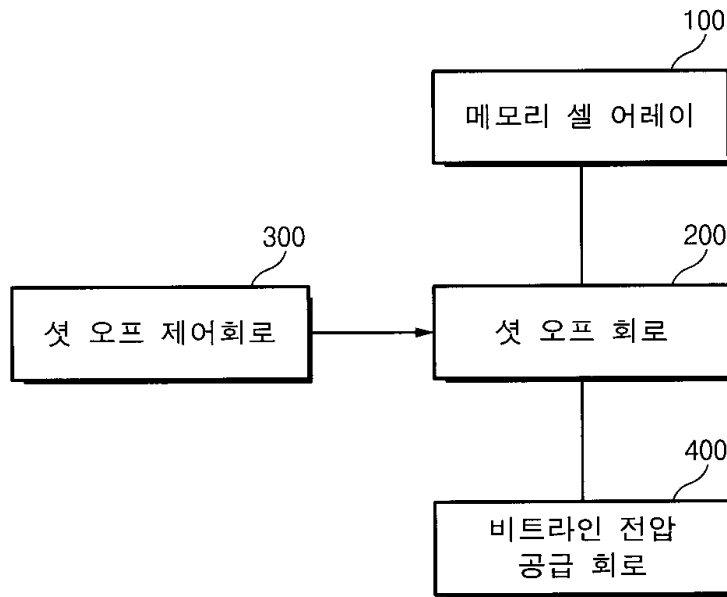 100
메모리 셀 어레이
300
200
셧 오프 제어회로
셧 오프 회로
400
비트라인 전압
공급 회로